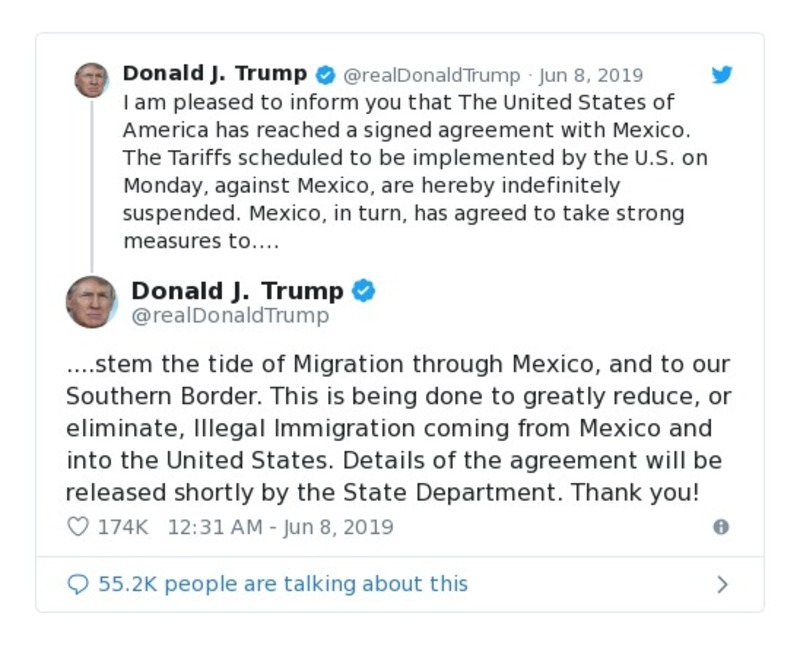 Donald J. Trump @realDonaldTrump · Jun 8, 2019
I am pleased to inform you that The United States of
America has reached a signed agreement with Mexico.
The Tariffs scheduled to be implemented by the U.S. on
Monday, against Mexico, are hereby indefinitely
suspended. Mexico, in turn, has agreed to take strong
measures to....
Donald J. Trump
@realDonaldTrump
....stem the tide of Migration through Mexico, and to our
Southern Border. This is being done to greatly reduce, or
eliminate, Illegal Immigration coming from Mexico and
into the United States. Details of the agreement will be
released shortly by the State Department. Thank you!
174K 12:31 AM - Jun 8, 2019
55.2K people are talking about this